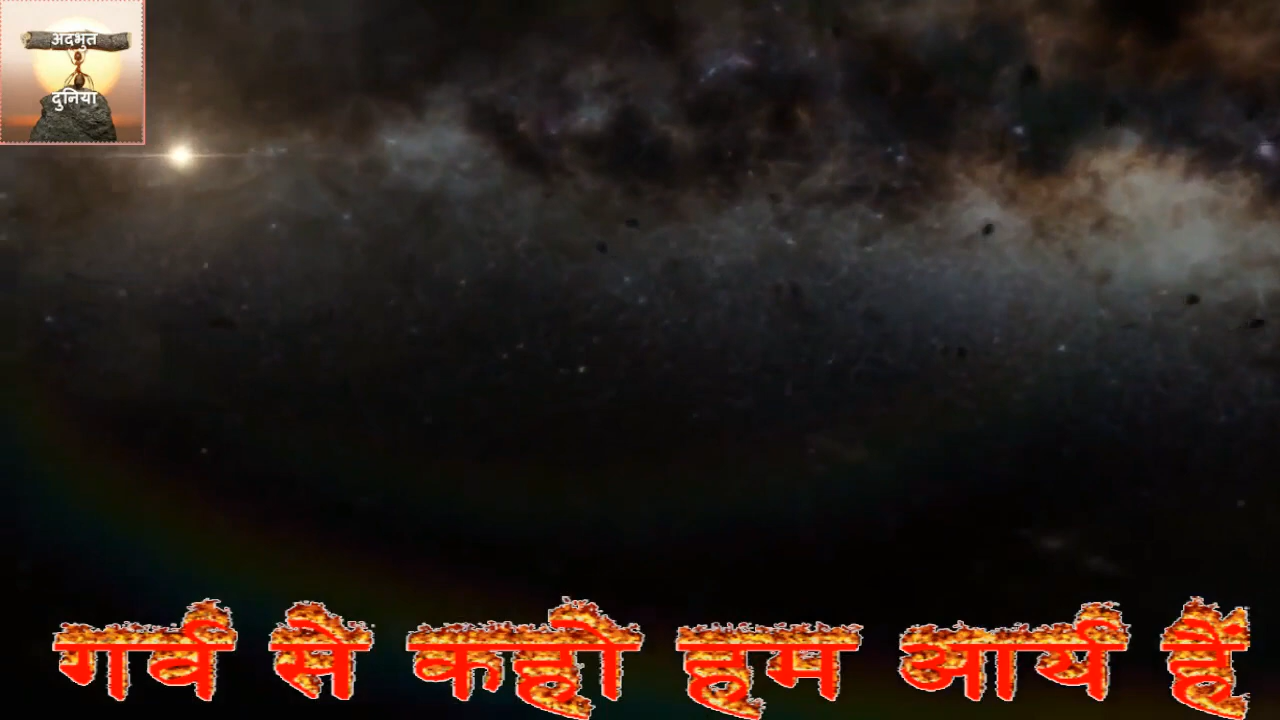 अदभुत
दुनिया
गर्व से कहो हम आर्य हैं